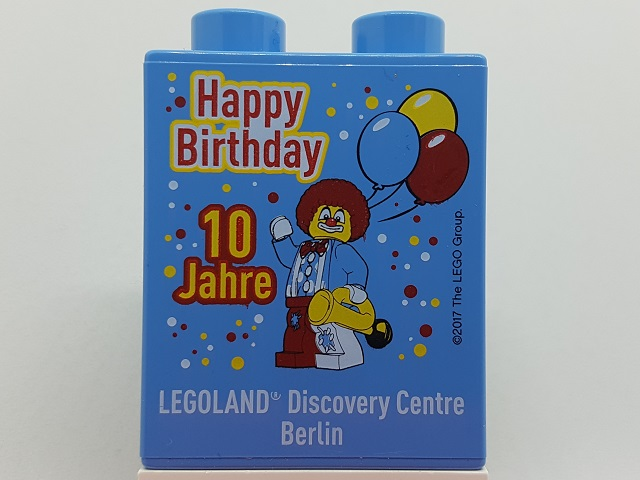 Happy
Birthday
10
Jahre
©2017 The LEGO Group.
LEGOLAND® Discovery Centre
Berlin